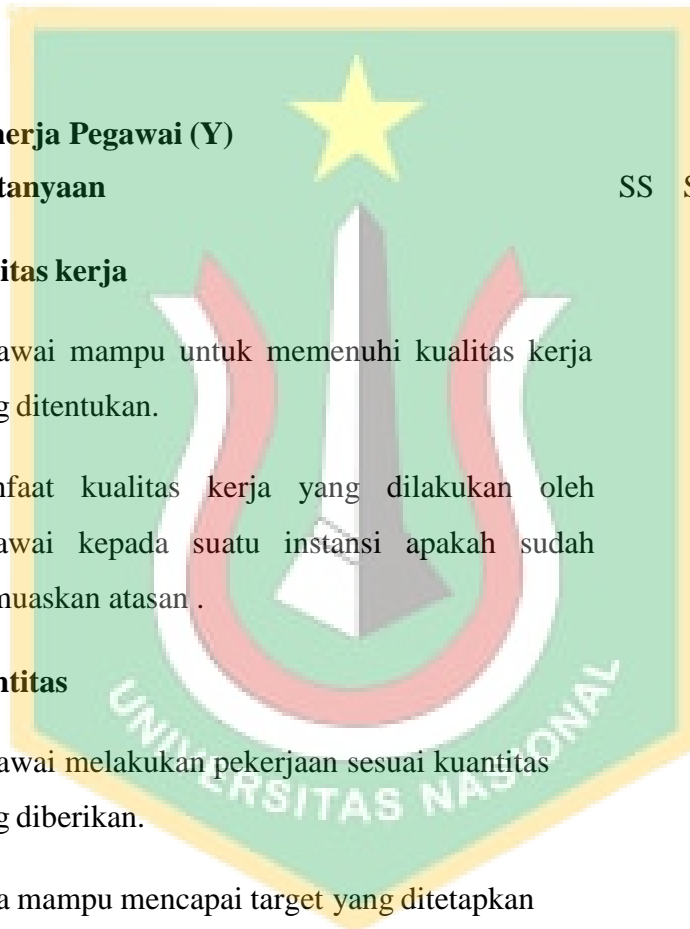 nerja Pegawai (Y)
tanyaan SS S
itas kerja
awai mampu untuk memenuhi kualitas kerja
g ditentukan.
nfaat kualitas kerja yang dilakukan oleh
awai kepada suatu instansi apakah sudah
muaskan atasan .
ntitas
awai melakukan pekerjaan sesuai kuantitas
g diberikan.
a mampu mencapai target yang ditetapkan
UNIVERSITAS NASIONAL